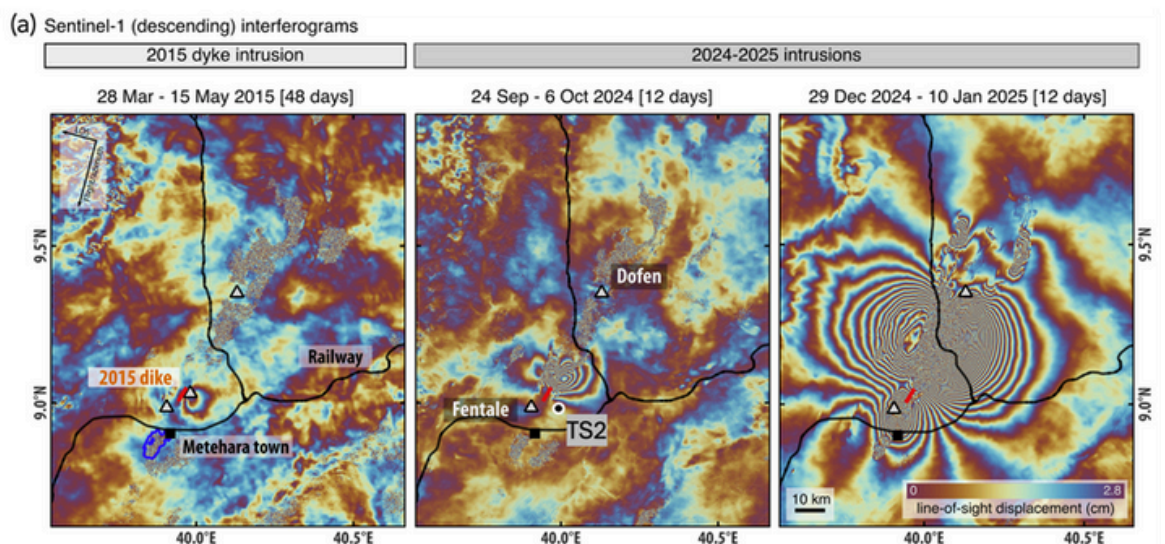 (a) Sentinel-1 (descending) interferograms
2015 dyke intrusion
2024-2025 intrusions
28 Mar - 15 May 2015 [48 days]
24 Sep - 6 Oct 2024 [12 days]
29 Dec 2024 - 10 Jan 2025 [12 days]
LOS
9.5°N
9.5°N
Dofen
Railway
2015 dike
9.0°N
Fentale
9.0°N
TS2
Metehara town
0 2.8
10 km
line-of-sight displacement (cm)
40.0°E 40.5°E 40.0°E 40.5°E 40.0°E 40.5°E